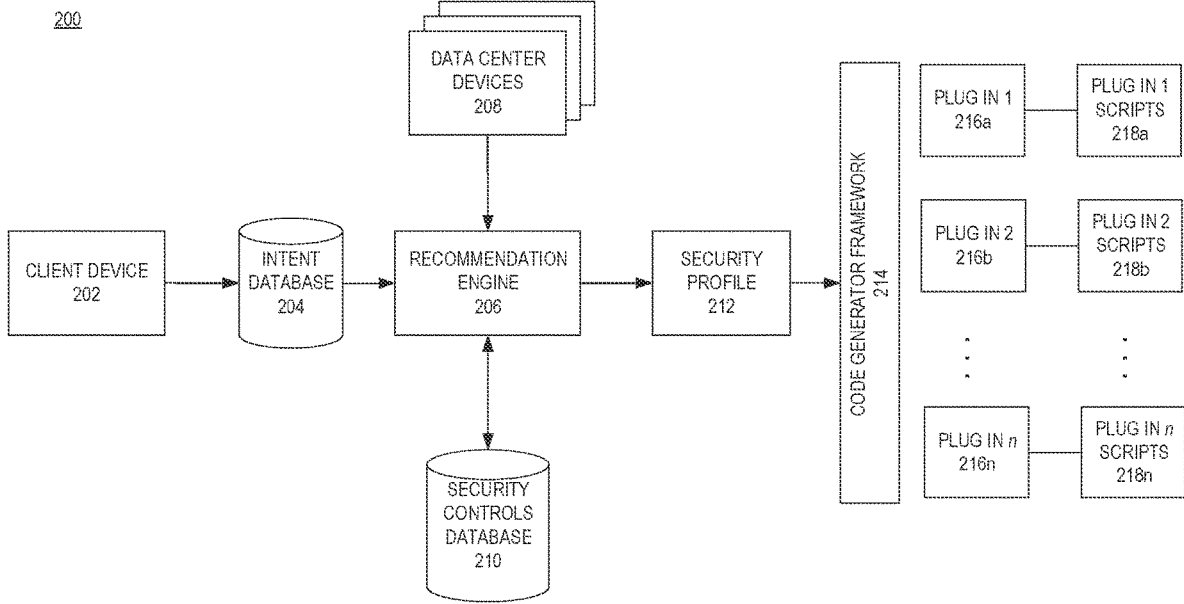 200
DATA CENTER
DEVICES
208
CLIENT DEVICE
202
INTENT
DATABASE
204
RECOMMENDATION
ENGINE
206
SECURITY
PROFILE
212
SECURITY
CONTROLS
DATABASE
210
CODE GENERATOR FRAMEWORK
214
PLUG IN 1
216a
PLUG IN 1
SCRIPTS
218a
PLUG IN 2
216b
PLUG IN 2
SCRIPTS
218b
PLUG IN n
216n
PLUG IN n
SCRIPTS
218n